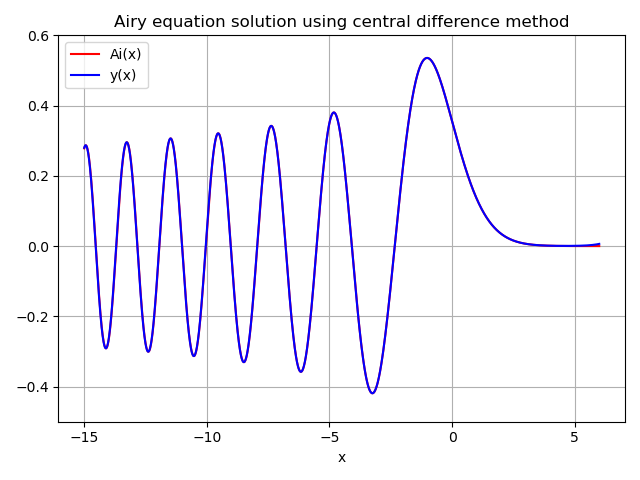 Airy equation solution using central difference method
Ai(x)
y(x)
0.6
0.4
0.2
0.0
−0.2
−0.4
−15
−10
−5
0
5
x